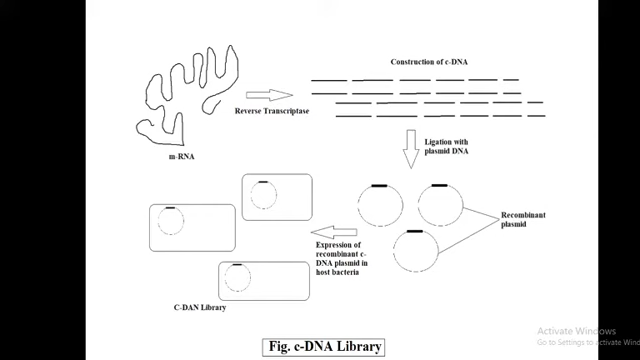 Construction of c-DNA
Reverse Transcriptase
m-RNA
Ligation with
plasmid DNA
Recombinant
plasmid
Expression of
recombinant c-
DNA plasmid in
host bacteria
C-DAN Library
Fig. c-DNA Library
Activate Windows
Go to Settings to activate Win